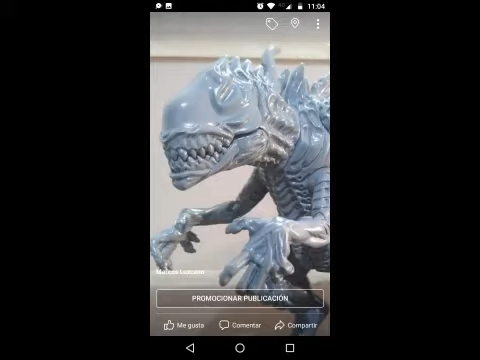 11:04
PROMOCIONAR PUBLICACIÓN
Me gusta
Comentar
Compartir